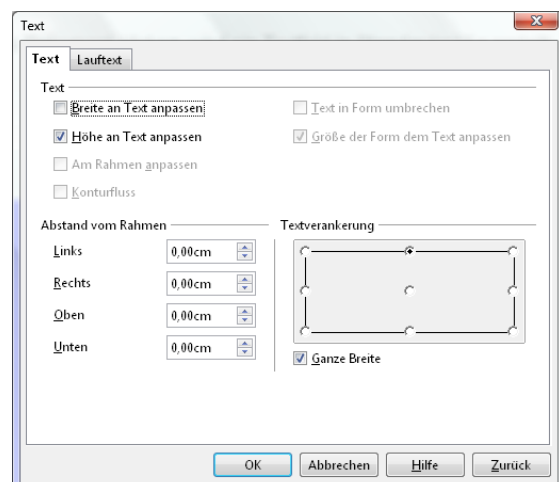 Text
Text Lauftext
Text
Breite an Text anpassen
Text in Form umbrechen
Höhe an Text anpassen
Größe der Form dem Text anpassen
Am Rahmen anpassen
Konturfluss
Abstand vom Rahmen
Links 0,00cm
Rechts 0,00cm
Oben 0,00cm
Unten 0,00cm
Textverankerung
Ganze Breite
OK Abbrechen Hilfe Zurück